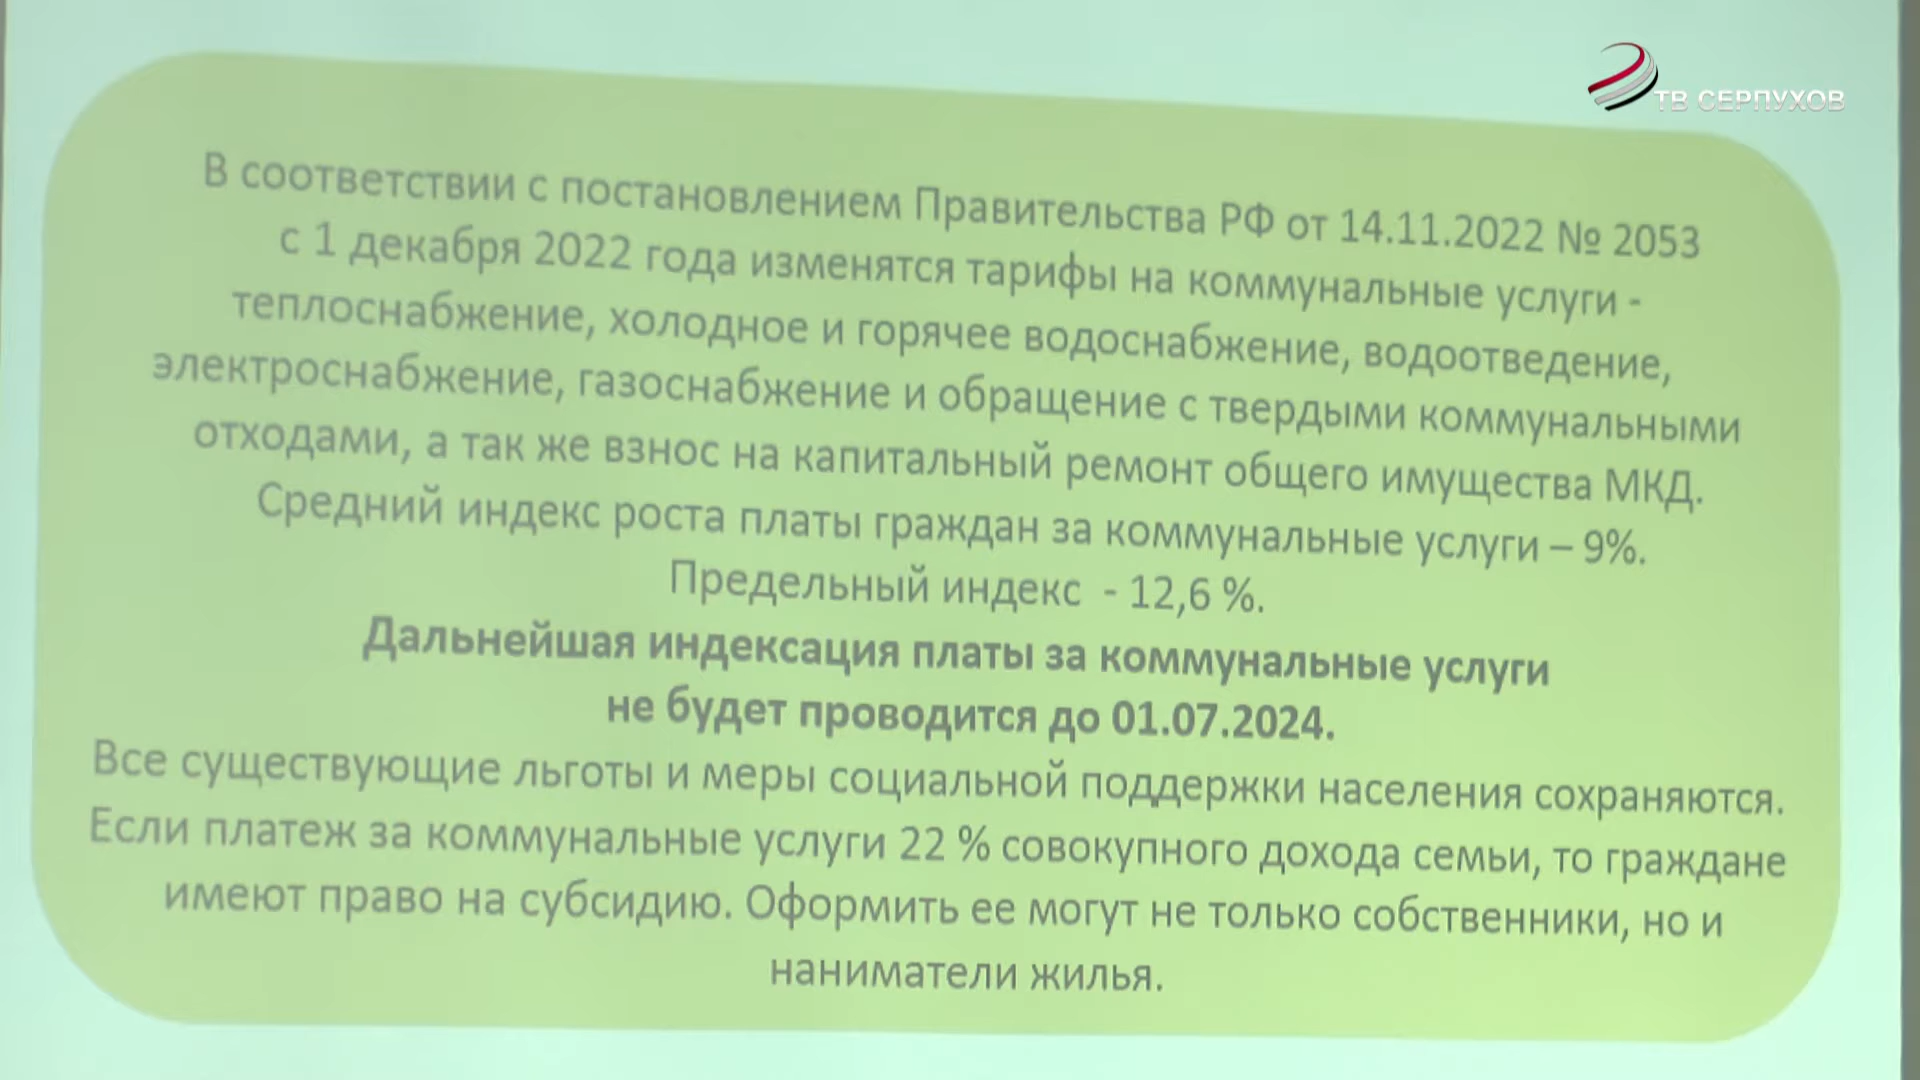 ТВ СЕРПУХОВ
В соответствии с постановлением Правительства РФ от 14.11.2022 № 2053
с 1 декабря 2022 года изменятся тарифы на коммунальные услуги -
теплоснабжение, холодное и горячее водоснабжение, водоотведение,
электроснабжение, газоснабжение и обращение с твердыми коммунальными
отходами, а так же взнос на капитальный ремонт общего имущества МКД.
Средний индекс роста платы граждан за коммунальные услуги – 9%.
Предельный индекс - 12,6 %.
Дальнейшая индексация платы за коммунальные услуги
не будет проводится до 01.07.2024.
Все существующие льготы и меры социальной поддержки населения сохраняются.
Если платеж за коммунальные услуги 22 % совокупного дохода семьи, то граждане
имеют право на субсидию. Оформить ее могут не только собственники, но и
наниматели жилья.